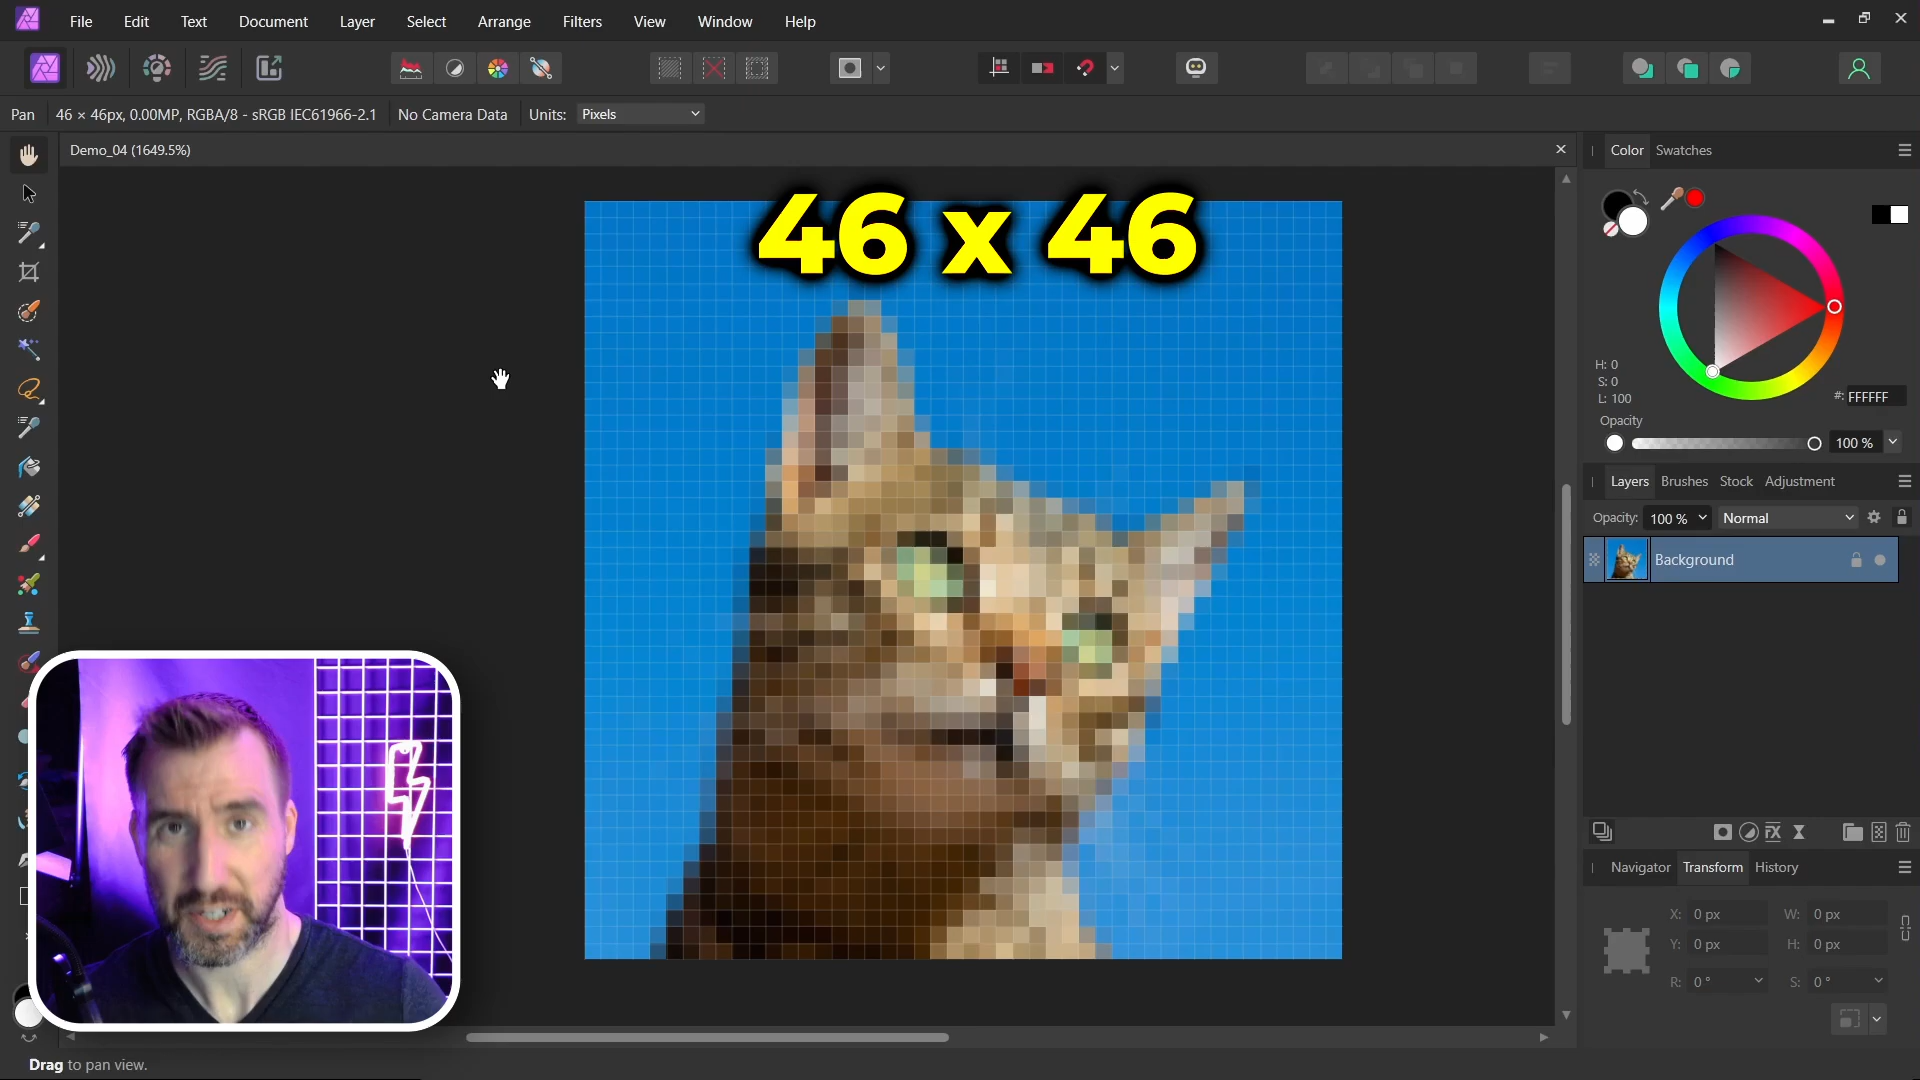 File Edit Text Document Layer Select Arrange Filters View Window Help
Pan 46 × 46px, 0.00MP, RGBA/8 - sRGB IEC61966-2.1 No Camera Data Units: Pixels
Demo_04 (1649.5%)
46 x 46
Color Swatches
H: 0
S: 0
L: 100
#: FFFFFF
Opacity
100 %
Layers Brushes Stock Adjustment
Opacity: 100 % Normal
Background
Navigator Transform History
X: 0 px W: 0 px
Y: 0 px H: 0 px
R: 0 ° S: 0 °
Drag to pan view.